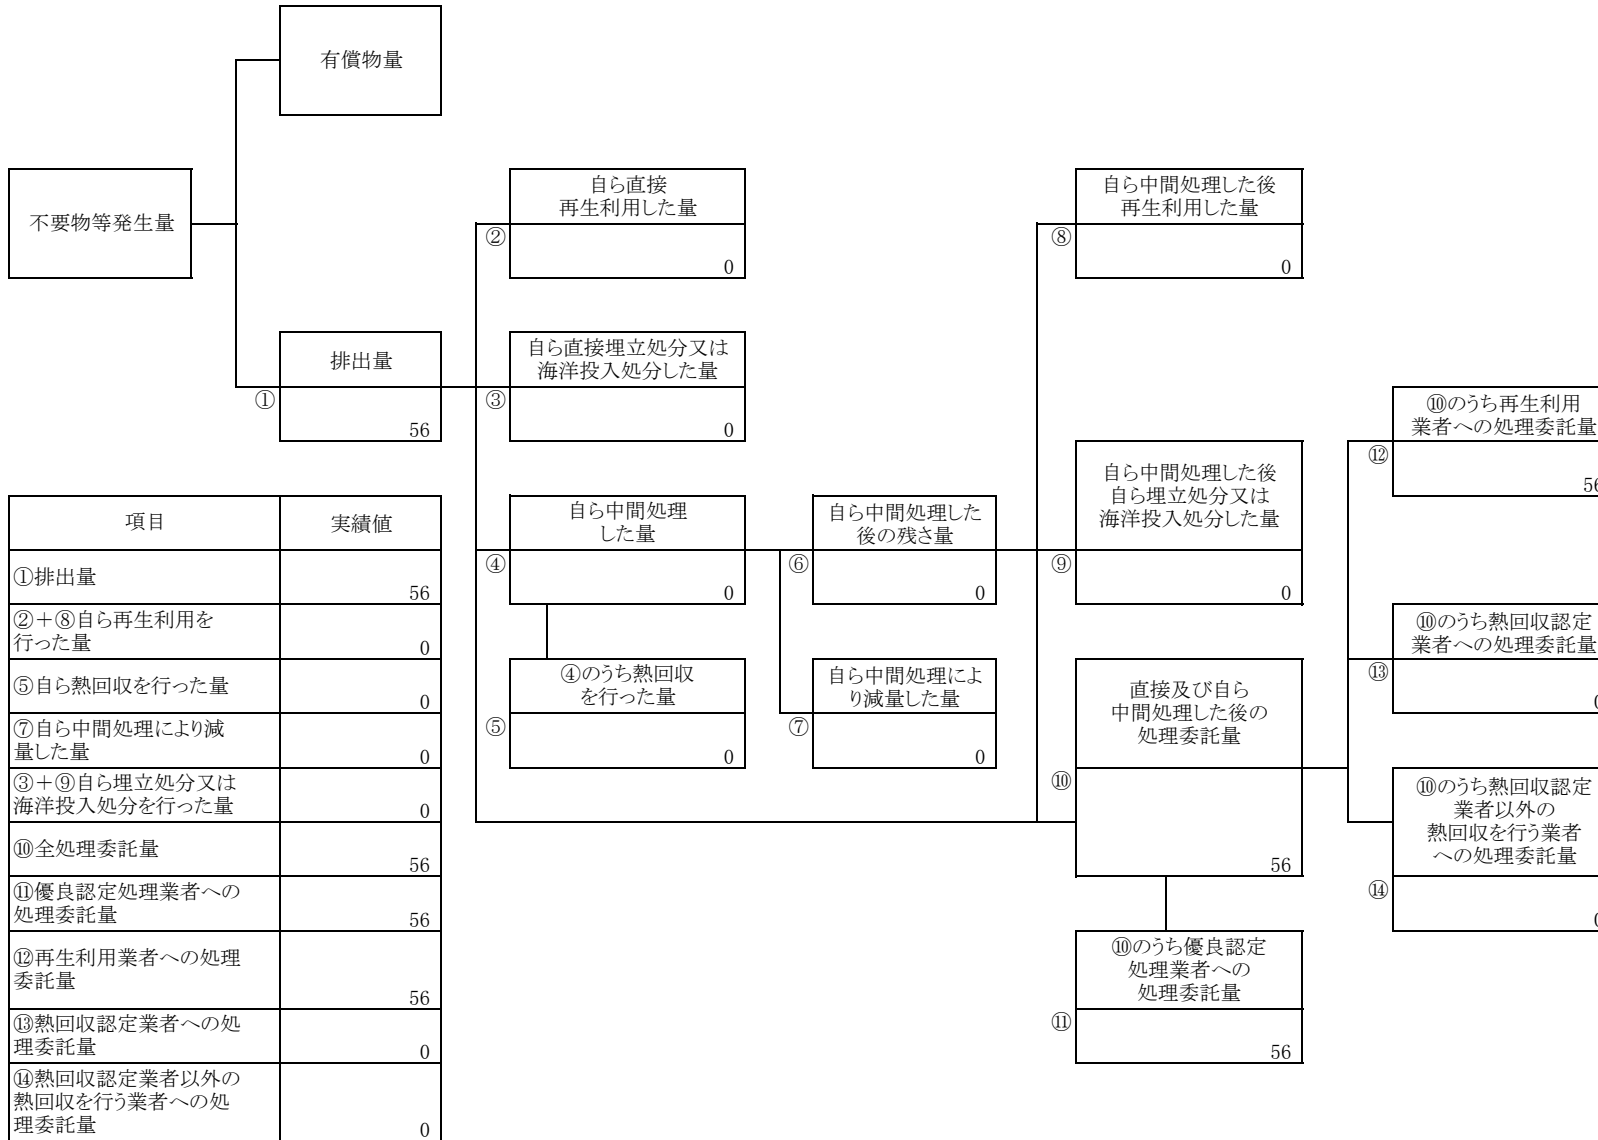 有償物量
不要物等発生量
自ら直接
再生利用した量
②
0
自ら中間処理した後
再生利用した量
⑧
0
排出量
①
56
自ら直接埋立処分又は
海洋投入処分した量
③
0
⑩のうち再生利用
業者への処理委託量
⑫
56
自ら中間処理
した量
④
0
自ら中間処理した
後の残さ量
⑥
0
自ら中間処理した後
自ら埋立処分又は
海洋投入処分した量
⑨
0
⑩のうち熱回収認定
業者への処理委託量
⑬
0
④のうち熱回収
を行った量
⑤
0
自ら中間処理によ
り減量した量
⑦
0
直接及び自ら
中間処理した後の
処理委託量
⑩
56
⑩のうち熱回収認定
業者以外の
熱回収を行う業者
への処理委託量
⑭
0
⑩のうち優良認定
処理業者への
処理委託量
⑪
56
項目 実績値
①排出量 56
②+⑧自ら再生利用を
行った量 0
⑤自ら熱回収を行った量 0
⑦自ら中間処理により減
量した量 0
③+⑨自ら埋立処分又は
海洋投入処分を行った量 0
⑩全処理委託量 56
⑪優良認定処理業者への
処理委託量 56
⑫再生利用業者への処理
委託量 56
⑬熱回収認定業者への処
理委託量 0
⑭熱回収認定業者以外の
熱回収を行う業者への処
理委託量 0